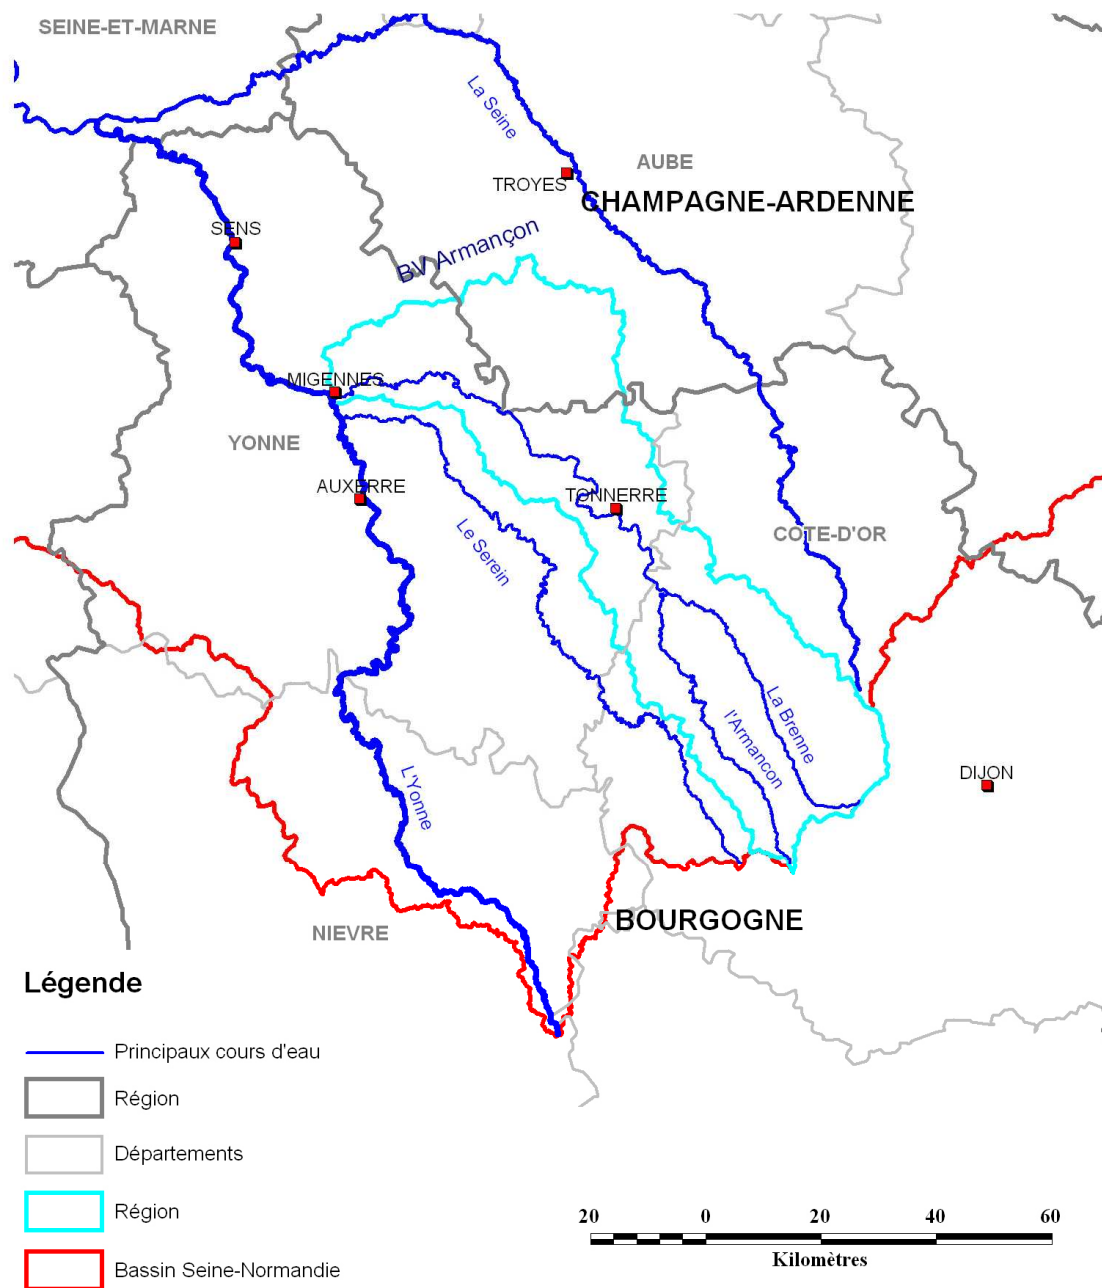 SEINE-ET-MARNE
La Seine
AUBE
TROYES
CHAMPAGNE-ARDENNE
SENS
BV Armançon
MIGENNES
YONNE
AUXERRE
TONNERRE
Le Serein
COTE-D'OR
La Brenne
l'Armancon
DIJON
L'Yonne
BOURGOGNE
NIEVRE
Légende
Principaux cours d'eau
Région
Départements
Région
Bassin Seine-Normandie
20 0 20 40 60
Kilomètres